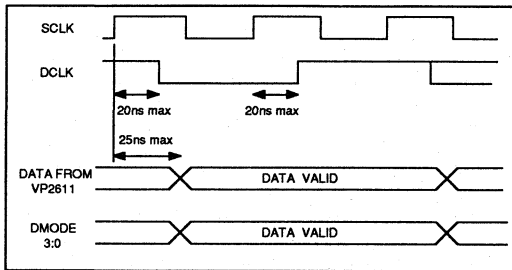 SCLK
DCLK
20ns max 20ns max
25ns max
DATA FROM
VP2611
DATA VALID
DMODE
3:0
DATA VALID